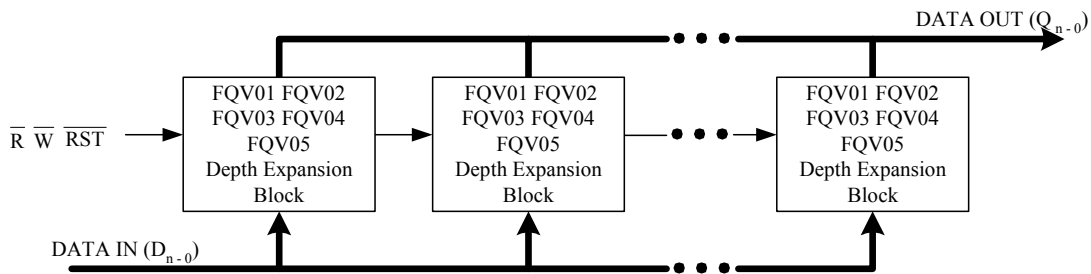 DATA OUT (Qn-0)
FQV01 FQV02
FQV03 FQV04
FQV05
Depth Expansion
Block
FQV01 FQV02
FQV03 FQV04
FQV05
Depth Expansion
Block
FQV01 FQV02
FQV03 FQV04
FQV05
Depth Expansion
Block
R̅ W̅ R̅S̅T̅
DATA IN (Dn-0)